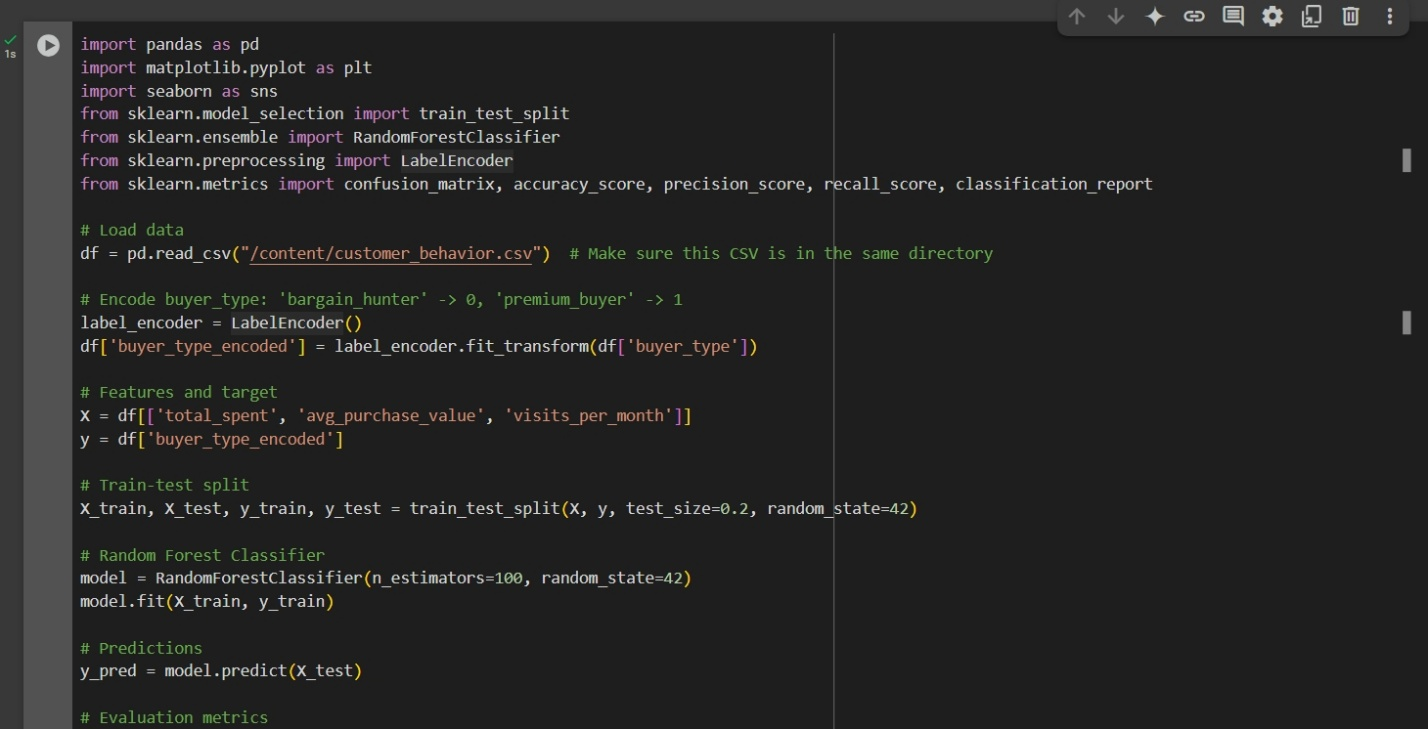 1s
import pandas as pd
import matplotlib.pyplot as plt
import seaborn as sns
from sklearn.model_selection import train_test_split
from sklearn.ensemble import RandomForestClassifier
from sklearn.preprocessing import LabelEncoder
from sklearn.metrics import confusion_matrix, accuracy_score, precision_score, recall_score, classification_report
# Load data
df = pd.read_csv("/content/customer_behavior.csv")  # Make sure this CSV is in the same directory
# Encode buyer_type: 'bargain_hunter' -> 0, 'premium_buyer' -> 1
label_encoder = LabelEncoder()
df['buyer_type_encoded'] = label_encoder.fit_transform(df['buyer_type'])
# Features and target
X = df[['total_spent', 'avg_purchase_value', 'visits_per_month']]
y = df['buyer_type_encoded']
# Train-test split
X_train, X_test, y_train, y_test = train_test_split(X, y, test_size=0.2, random_state=42)
# Random Forest Classifier
model = RandomForestClassifier(n_estimators=100, random_state=42)
model.fit(X_train, y_train)
# Predictions
y_pred = model.predict(X_test)
# Evaluation metrics